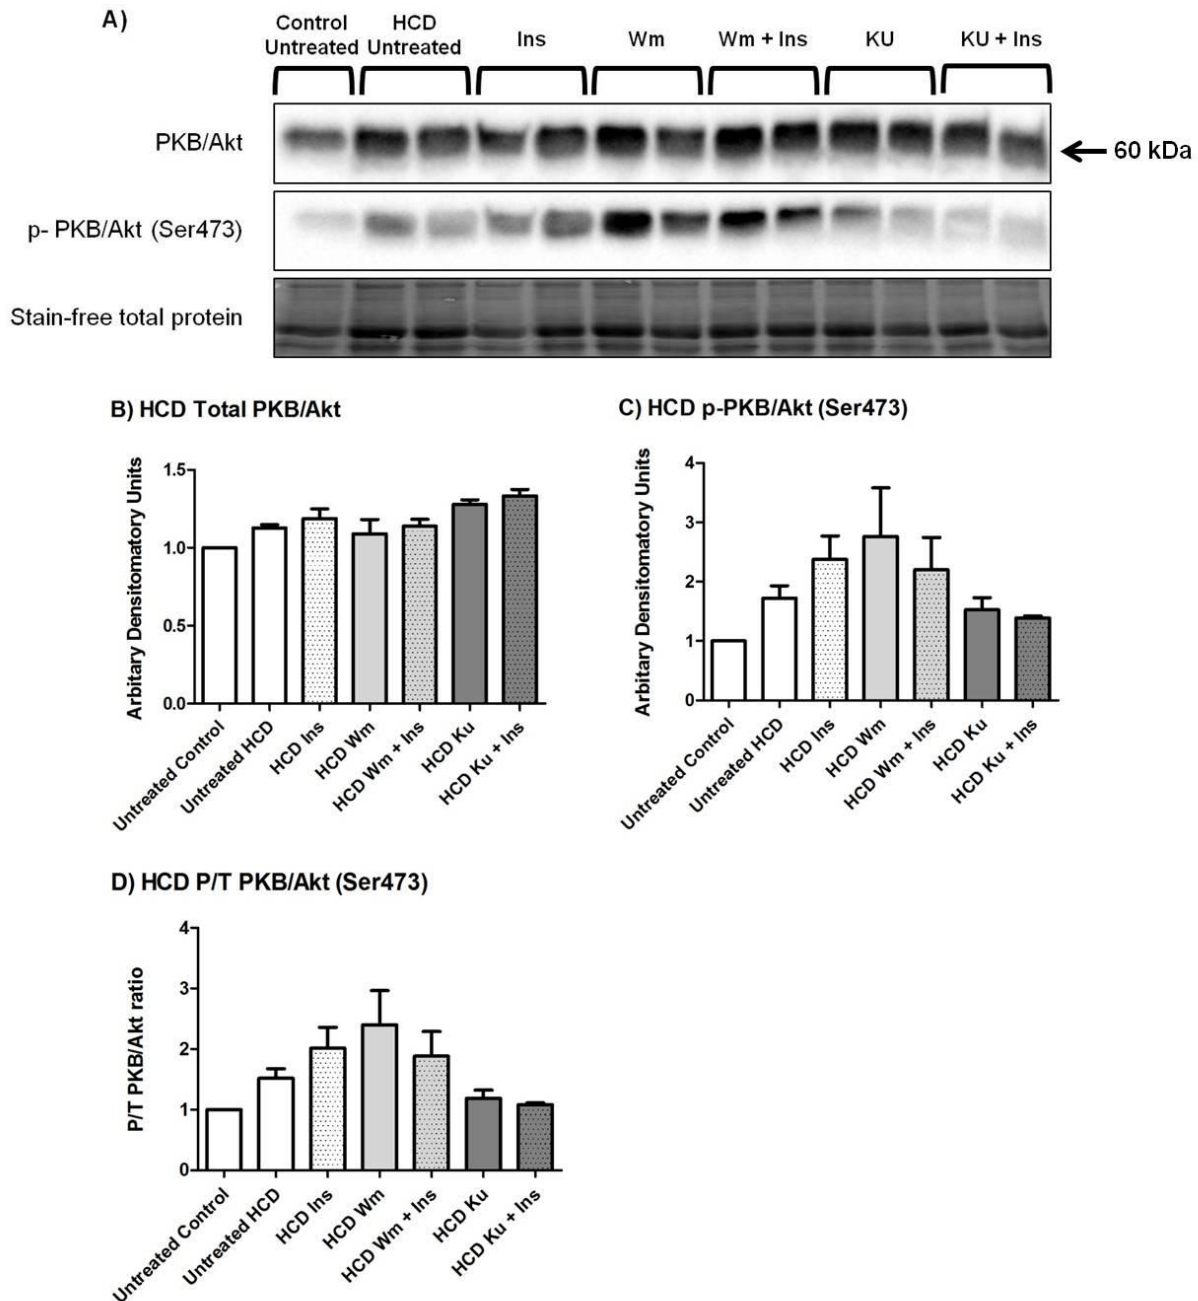 A)
Control
Untreated
HCD
Untreated
Ins
Wm
Wm + Ins
KU
KU + Ins
PKB/Akt
60 kDa
p- PKB/Akt (Ser473)
Stain-free total protein
B) HCD Total PKB/Akt
Arbitary Densitomatory Units
1.5
1.0
0.5
0.0
Untreated Control
Untreated HCD
HCD Ins
HCD Wm
HCD Wm + Ins
HCD Ku
HCD Ku + Ins
C) HCD p-PKB/Akt (Ser473)
Arbitary Densitomatory Units
4
3
2
1
0
Untreated Control
Untreated HCD
HCD Ins
HCD Wm
HCD Wm + Ins
HCD Ku
HCD Ku + Ins
D) HCD P/T PKB/Akt (Ser473)
P/T PKB/Akt ratio
4
3
2
1
0
Untreated Control
Untreated HCD
HCD Ins
HCD Wm
HCD Wm + Ins
HCD Ku
HCD Ku + Ins